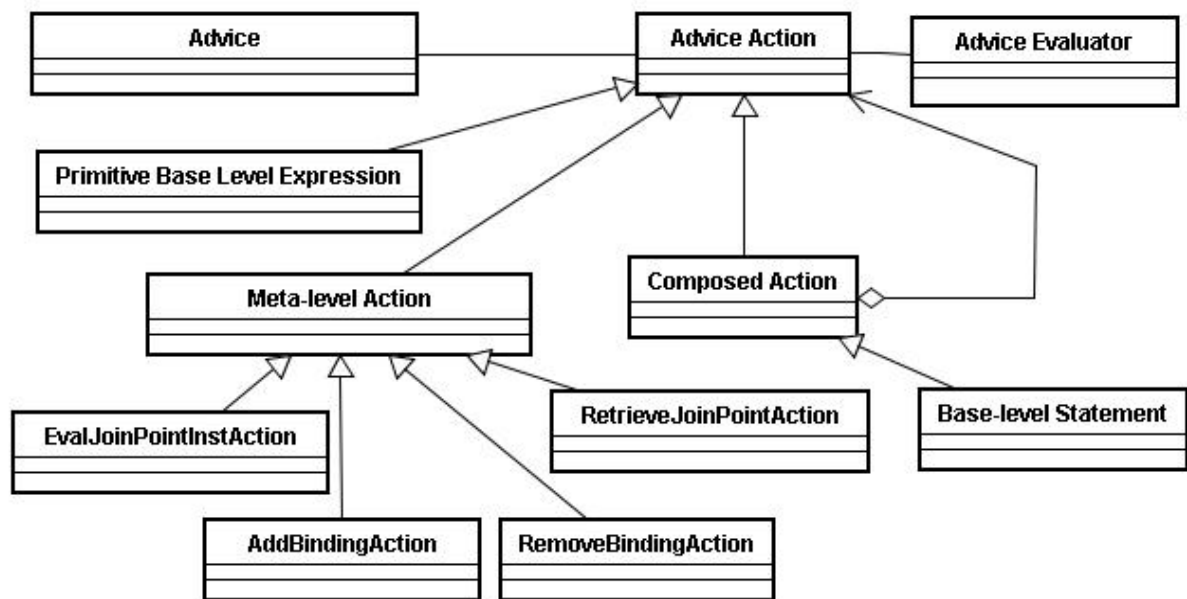 Advice
Advice Action
Advice Evaluator
Primitive Base Level Expression
Meta-level Action
Composed Action
EvalJoinPointInstAction
RetrieveJoinPointAction
Base-level Statement
AddBindingAction
RemoveBindingAction